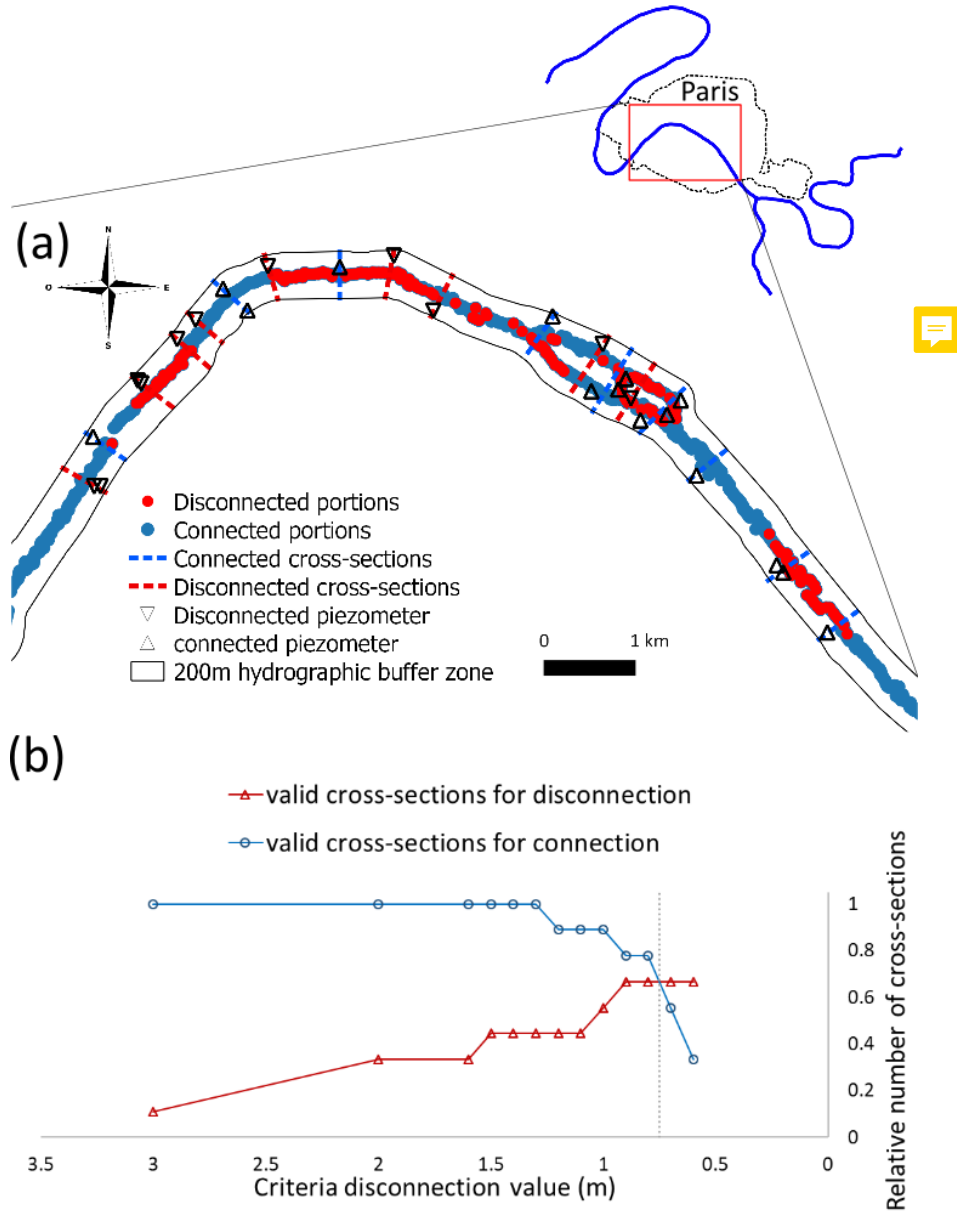 Paris
(a)
N
O
E
S
Disconnected portions
Connected portions
Connected cross-sections
Disconnected cross-sections
Disconnected piezometer
connected piezometer
200m hydrographic buffer zone
0 1 km
(b)
valid cross-sections for disconnection
valid cross-sections for connection
1
0.8
0.6
0.4
0.2
0
Relative number of cross-sections
3.5 3 2.5 2 1.5 1 0.5 0
Criteria disconnection value (m)